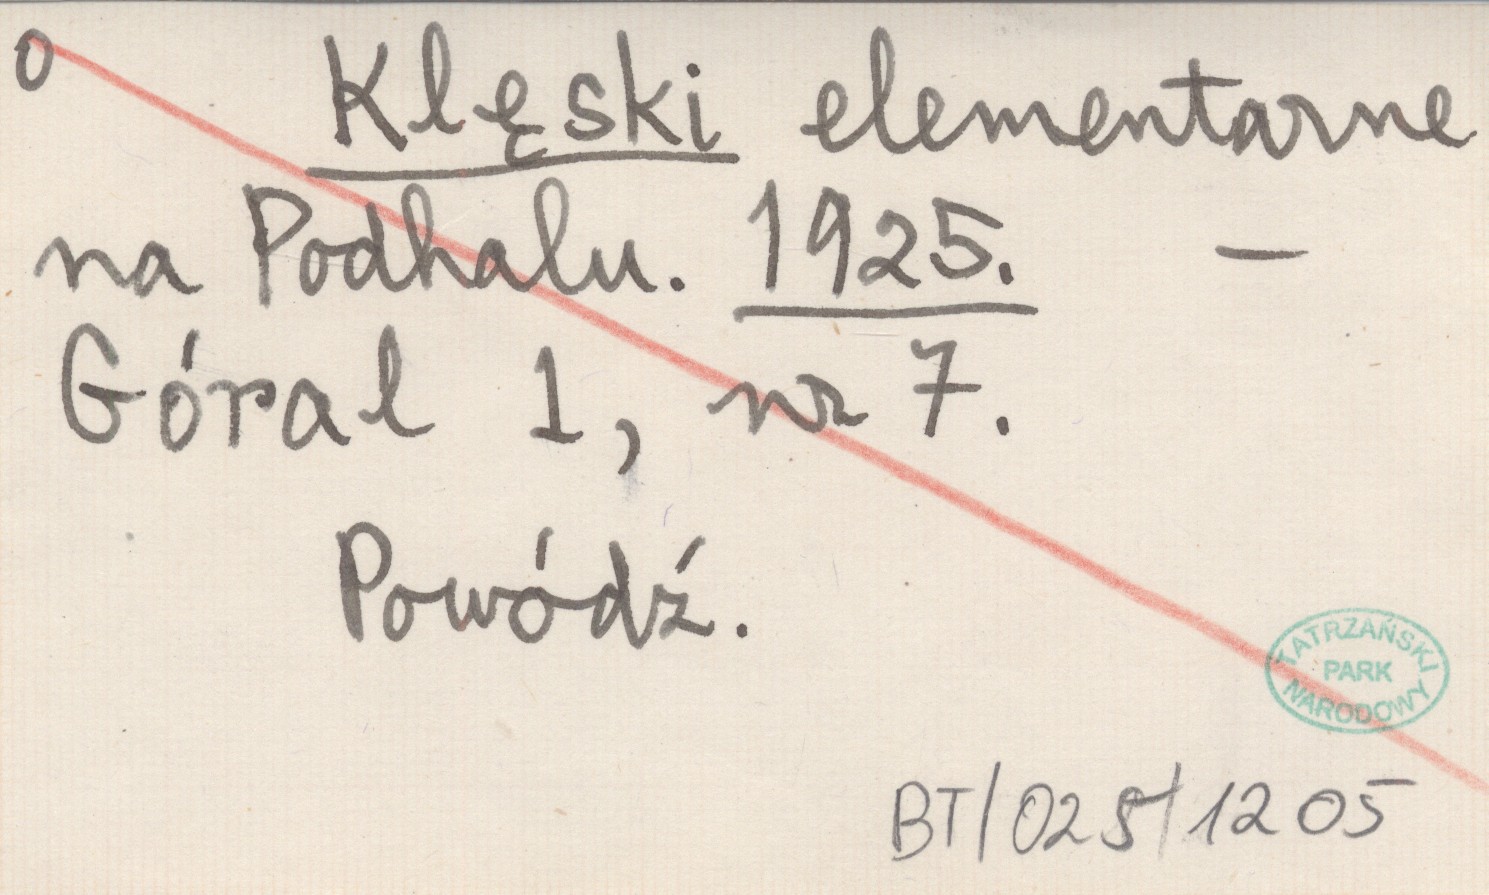 o Klęski elementarne
na Podhalu. 1925. —
Góral 1, nr 7.
Powódź.
TATRZAŃSKI
PARK
NARODOWY
BT/025/1205